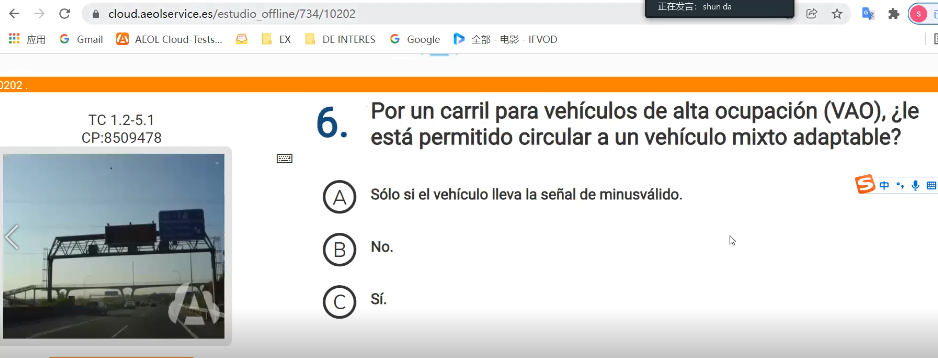 正在发言: shun da
cloud.aeolservice.es/estudio_offline/734/10202
S
应用 Gmail AEOL Cloud-Tests... EX DE INTERES Google 全部 - 电影 - IFVOD
0202 .
TC 1.2-5.1
CP:8509478
6. Por un carril para vehículos de alta ocupación (VAO), ¿le
está permitido circular a un vehículo mixto adaptable?
A Sólo si el vehículo lleva la señal de minusválido.
B No.
C Sí.
S 中